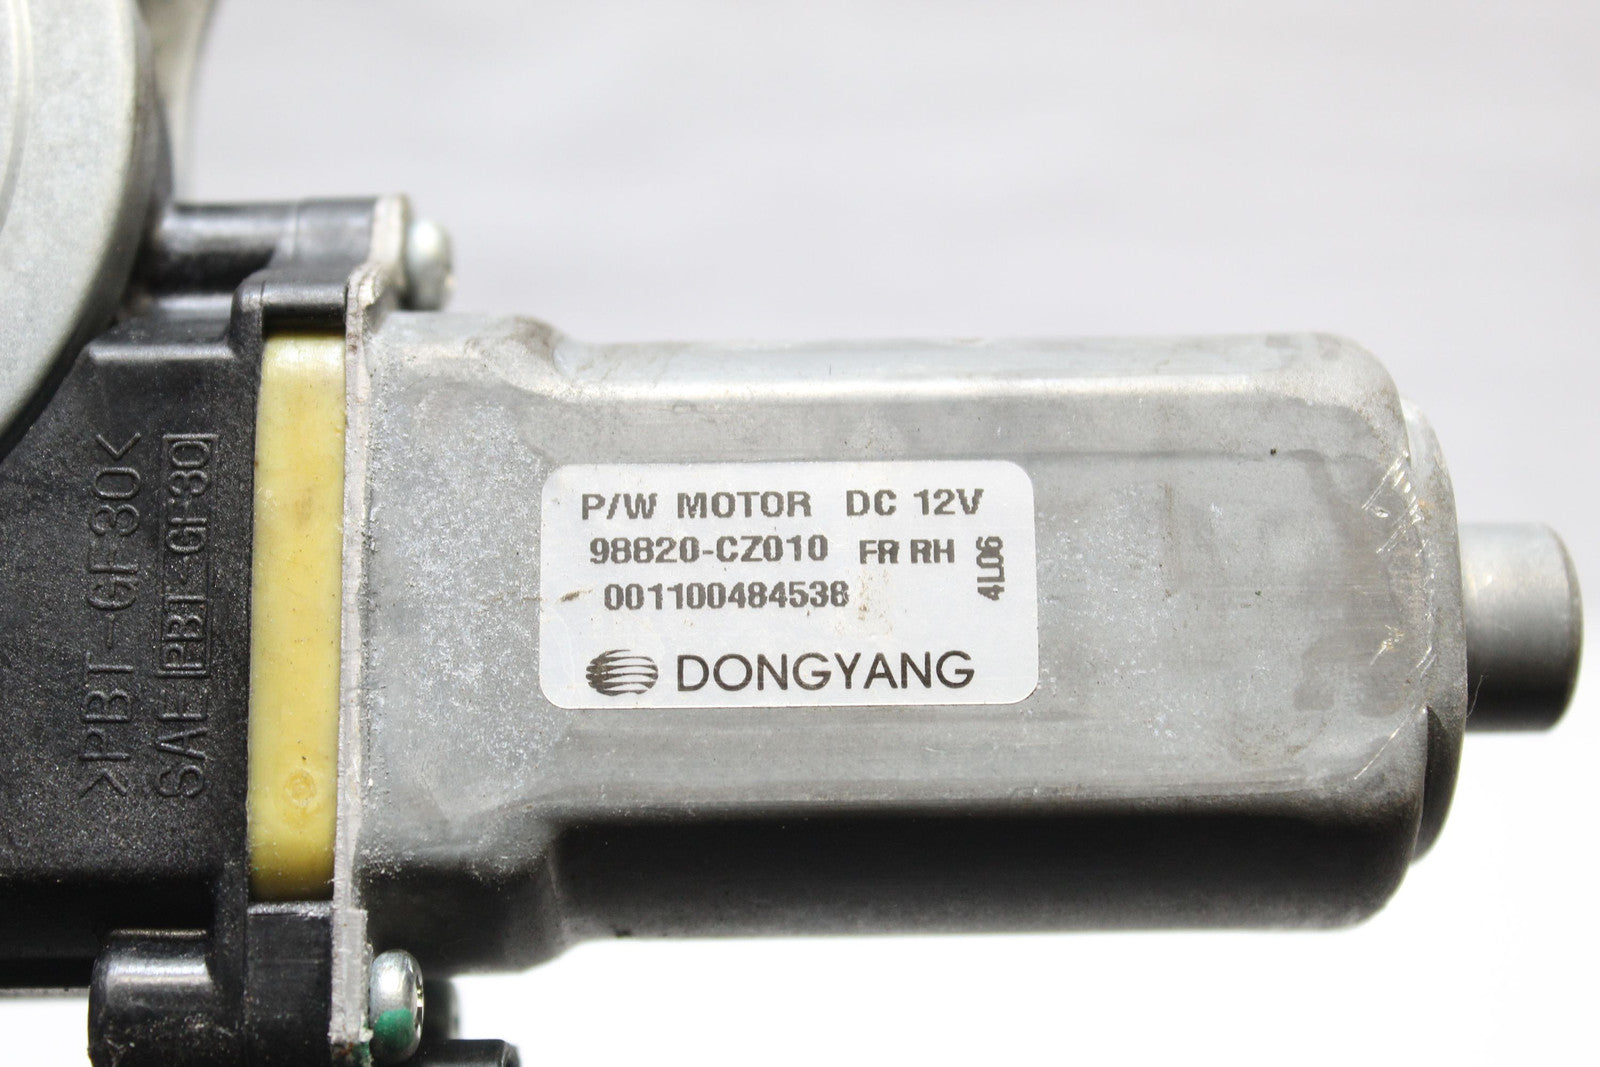 P/W MOTOR DC 12V
98820-CZ010 FR RH
4L06
001100484538
DONGYANG
>PBT-GF30<
SAE PBT-GF30